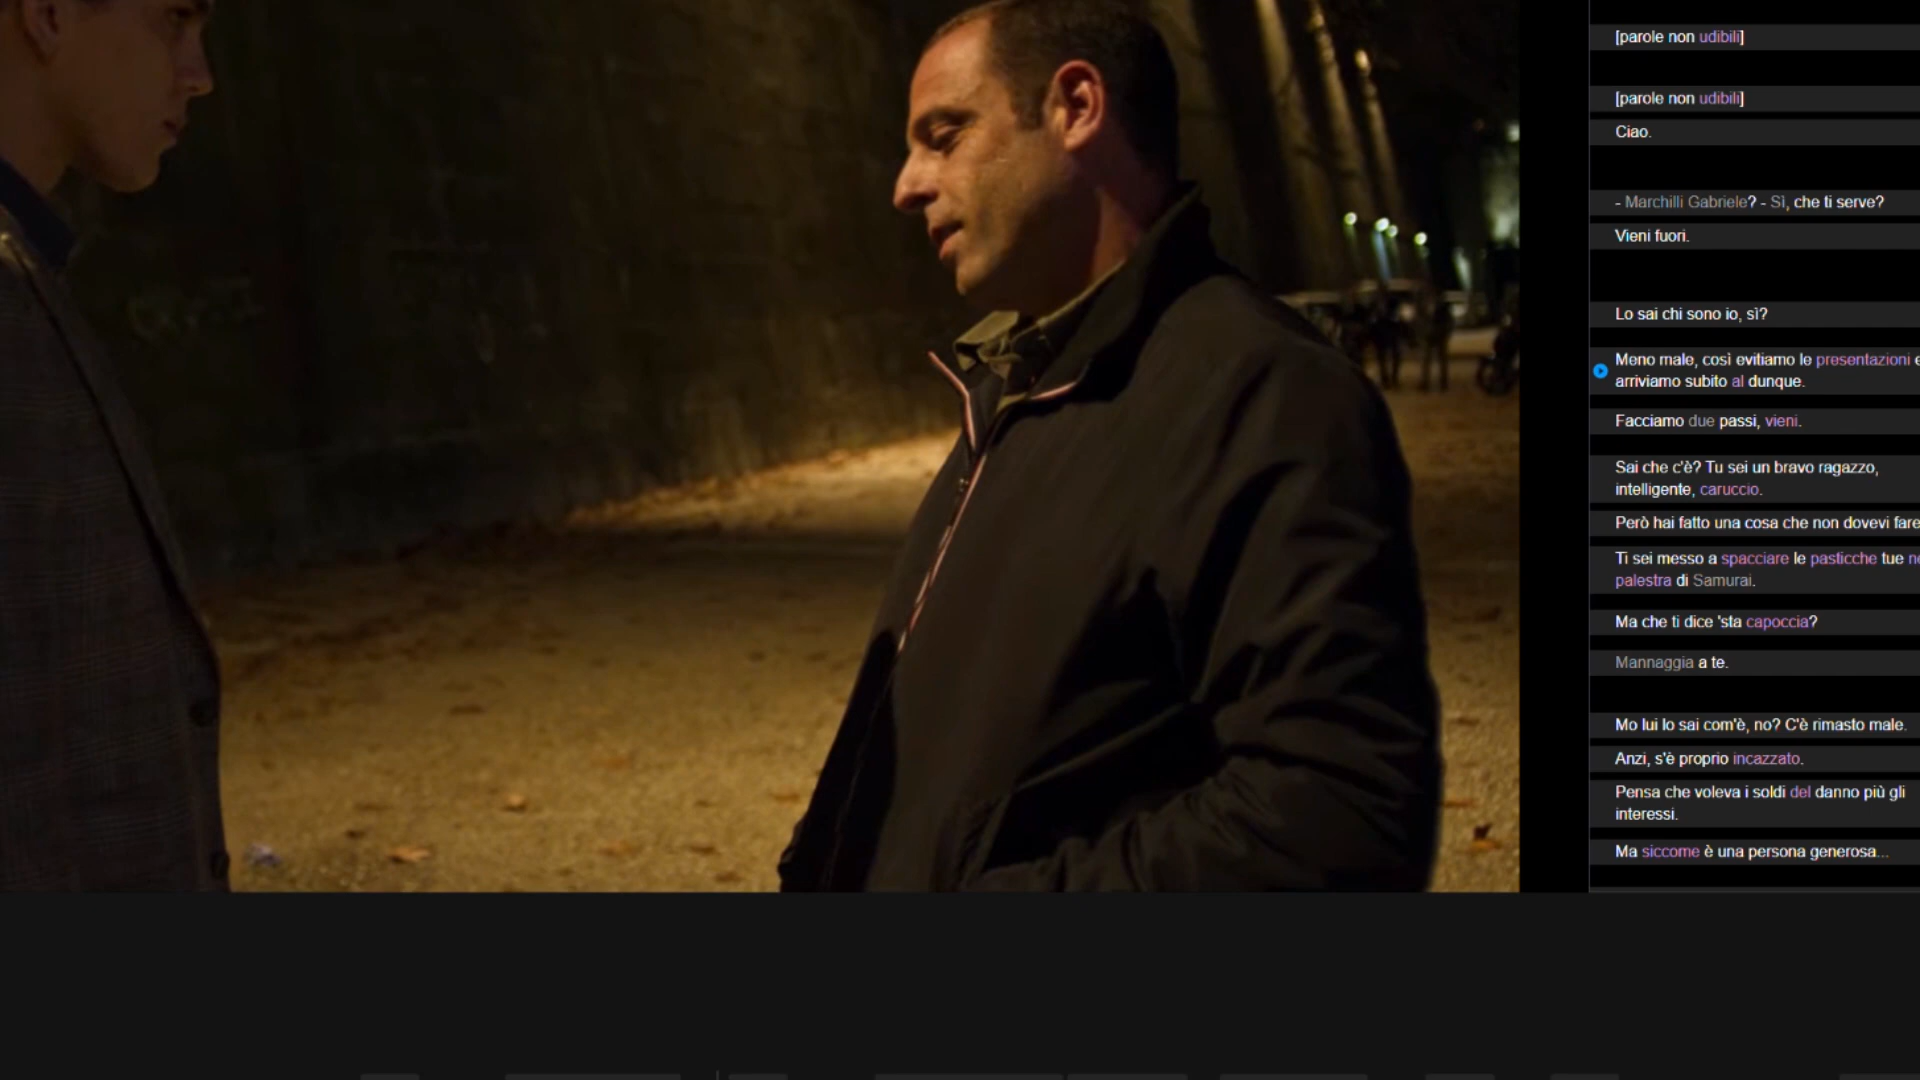 [parole non udibili]
[parole non udibili]
Ciao.
- Marchilli Gabriele? - Sì, che ti serve?
Vieni fuori.
Lo sai chi sono io, sì?
Meno male, così evitiamo le presentazioni e
arriviamo subito al dunque.
Facciamo due passi, vieni.
Sai che c'è? Tu sei un bravo ragazzo,
intelligente, caruccio.
Però hai fatto una cosa che non dovevi fare
Ti sei messo a spacciare le pasticche tue
palestra di Samurai.
Ma che ti dice 'sta capoccia?
Mannaggia a te.
Mo lui lo sai com'è, no? C'è rimasto male.
Anzi, s'è proprio incazzato.
Pensa che voleva i soldi del danno più gli
interessi.
Ma siccome è una persona generosa...